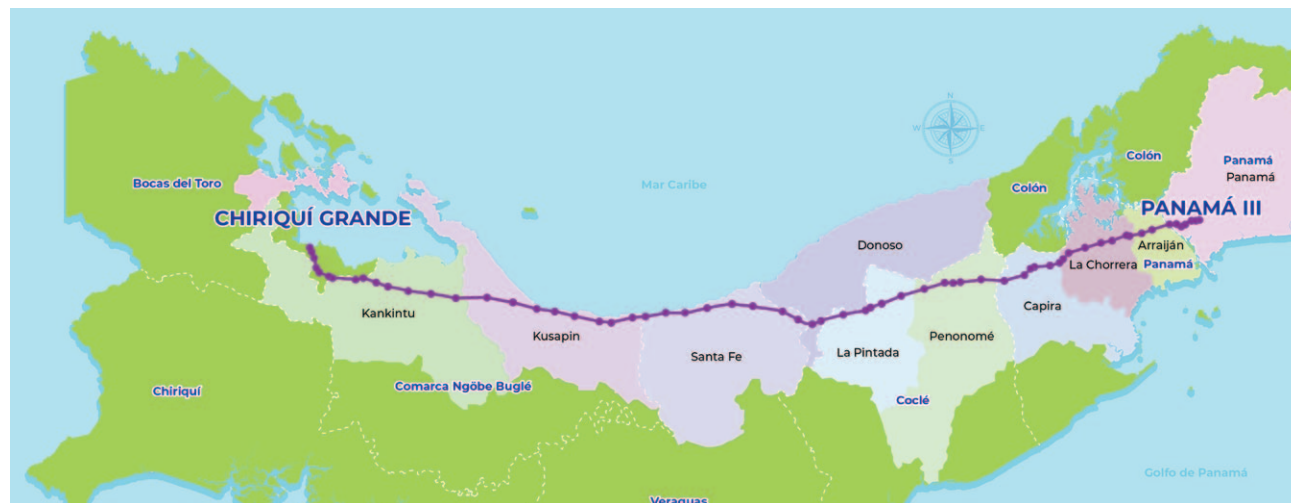 Bocas del Toro
CHIRIQUÍ GRANDE
Mar Caribe
N
W
E
S
Colón
Colón
Panamá
Panamá
PANAMÁ III
Donoso
Arraiján
La Chorrera
Panamá
Kankintu
Kusapin
Santa Fe
La Pintada
Penonomé
Capira
Chiriquí
Comarca Ngöbe Buglé
Coclé
Golfo de Panamá
Veraguas